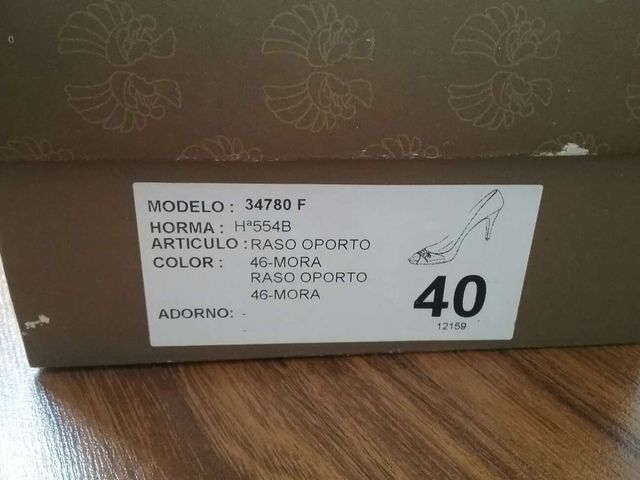 MODELO : 34780 F
HORMA : Hª554B
ARTICULO : RASO OPORTO
COLOR : 46-MORA
RASO OPORTO
46-MORA
ADORNO: -
40
12159